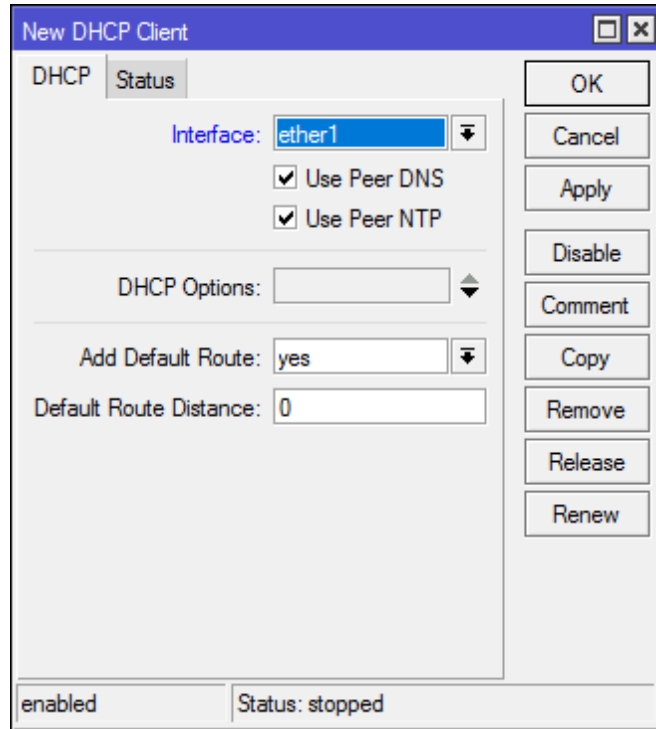 New DHCP Client
DHCP
Status
Interface: ether1
Use Peer DNS
Use Peer NTP
DHCP Options:
Add Default Route: yes
Default Route Distance: 0
OK
Cancel
Apply
Disable
Comment
Copy
Remove
Release
Renew
enabled
Status: stopped